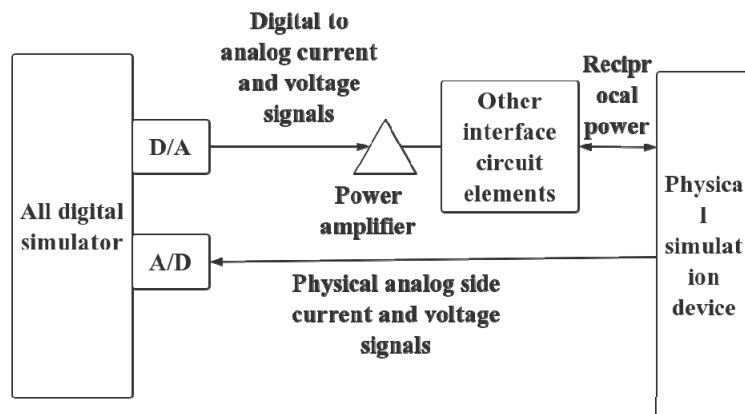 Digital to
analog current
and voltage
signals
D/A
Power
amplifier
Other
interface
circuit
elements
Recipr
ocal
power
All digital
simulator
A/D
Physical analog side
current and voltage
signals
Physica
l
simulat
ion
device